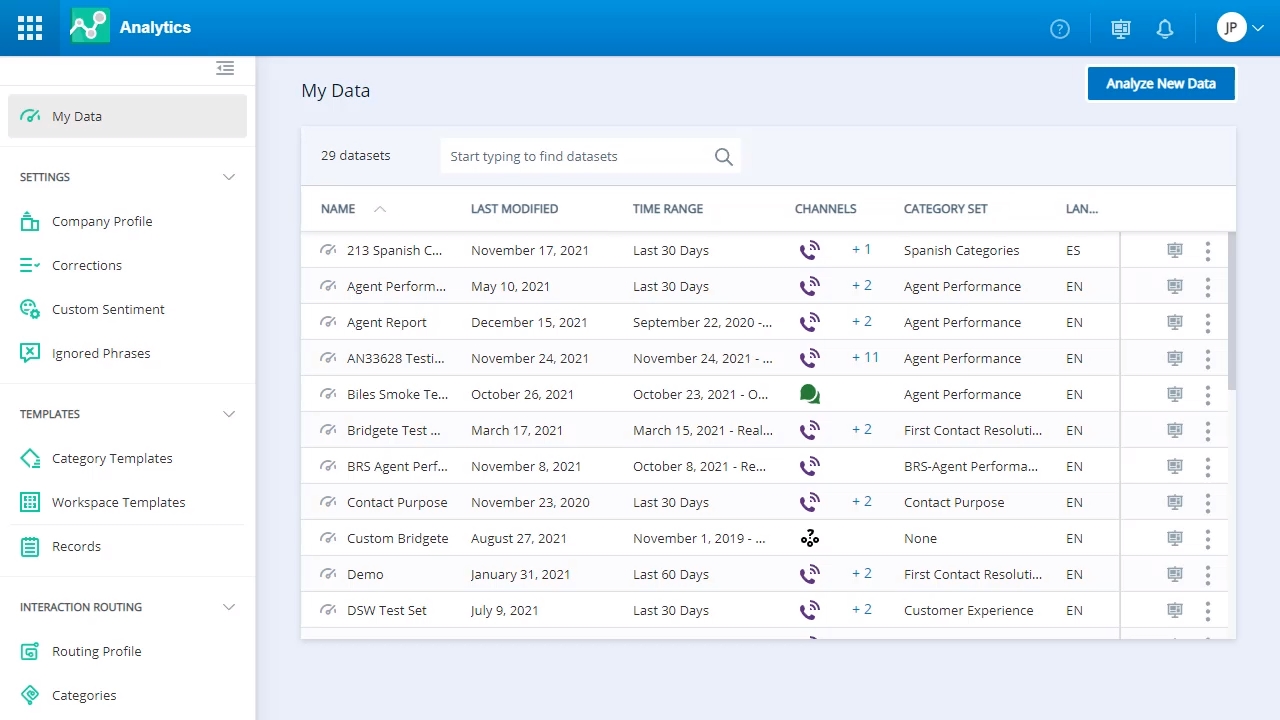 Analytics
?
JP
My Data
Analyze New Data
My Data
29 datasets
Start typing to find datasets
SETTINGS
Company Profile
Corrections
Custom Sentiment
Ignored Phrases
TEMPLATES
Category Templates
Workspace Templates
Records
INTERACTION ROUTING
Routing Profile
Categories
NAME LAST MODIFIED TIME RANGE CHANNELS CATEGORY SET LAN...
213 Spanish C... November 17, 2021 Last 30 Days + 1 Spanish Categories ES
Agent Perform... May 10, 2021 Last 30 Days + 2 Agent Performance EN
Agent Report December 15, 2021 September 22, 2020 -... + 2 Agent Performance EN
AN33628 Testi... November 24, 2021 November 24, 2021 - ... + 11 Agent Performance EN
Biles Smoke Te... October 29, 2021 October 23, 2021 - O... Agent Performance EN
Bridgete Test ... March 17, 2021 March 15, 2021 - Real... + 2 First Contact Resoluti... EN
BRS Agent Perf... November 8, 2021 October 8, 2021 - Re... BRS-Agent Performa... EN
Contact Purpose November 23, 2020 Last 30 Days + 2 Contact Purpose EN
Custom Bridgete August 27, 2021 November 1, 2019 - ... ? None EN
Demo January 31, 2021 Last 60 Days + 2 First Contact Resoluti... EN
DSW Test Set July 9, 2021 Last 30 Days + 2 Customer Experience EN